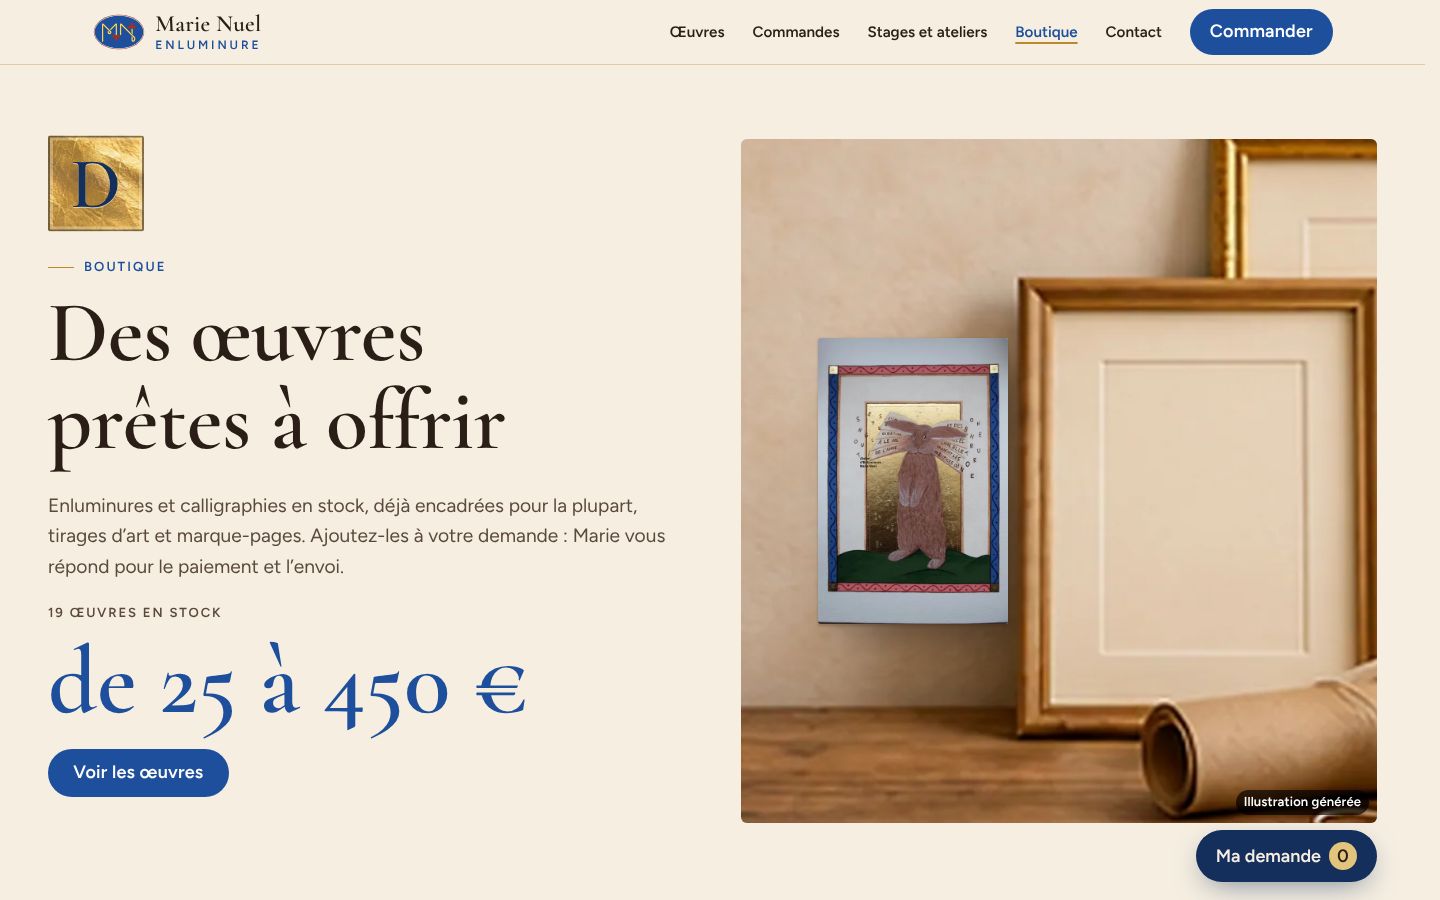 Marie Nuel
ENLUMINURE
Œuvres
Commandes
Stages et ateliers
Boutique
Contact
Commander
D
BOUTIQUE
Des œuvres
prêtes à offrir
Enluminures et calligraphies en stock, déjà encadrées pour la plupart,
tirages d’art et marque-pages. Ajoutez-les à votre demande : Marie vous
répond pour le paiement et l’envoi.
19 ŒUVRES EN STOCK
de 25 à 450 €
Voir les œuvres
Illustration générée
Ma demande 0